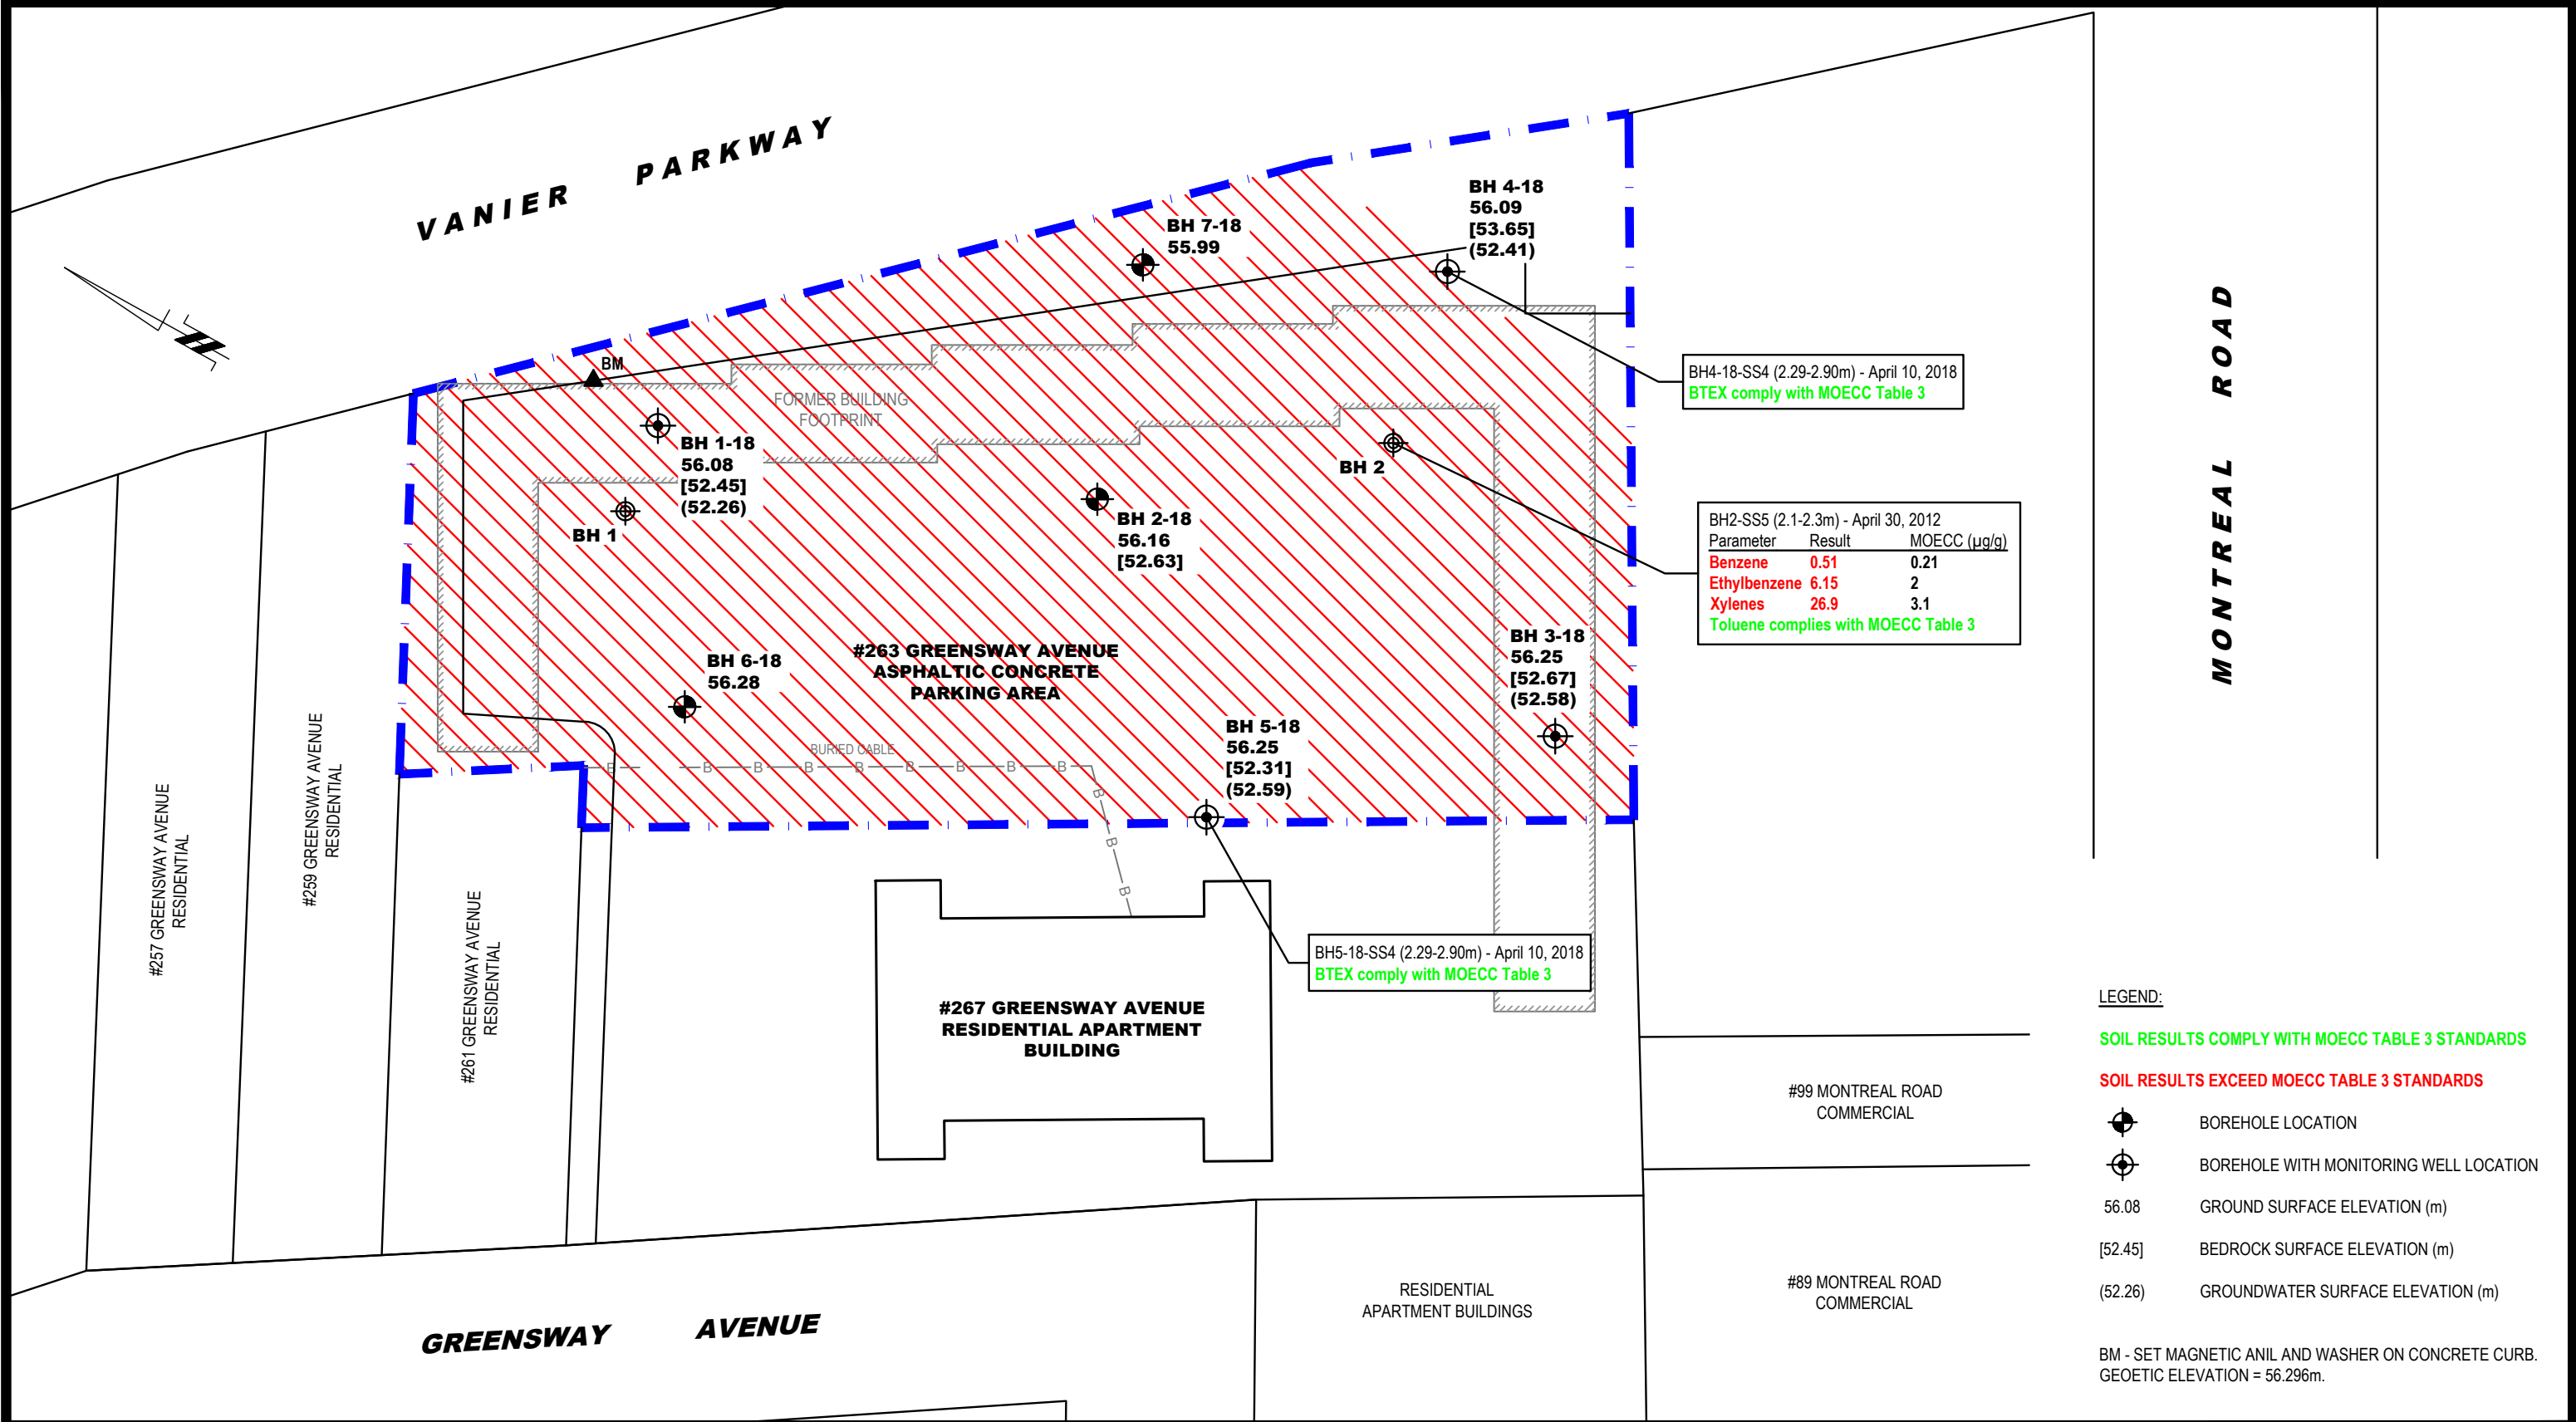 VANIER PARKWAY
MONTREAL ROAD
GREENSWAY AVENUE
BH 4-18
56.09
[53.65]
(52.41)
BH 7-18
55.99
BM
FORMER BUILDING
FOOTPRINT
BH 1-18
56.08
[52.45]
(52.26)
BH 1
BH 2
BH 2-18
56.16
[52.63]
BH4-18-SS4 (2.29-2.90m) - April 10, 2018
BTEX comply with MOECC Table 3
BH2-SS5 (2.1-2.3m) - April 30, 2012
Parameter Result MOECC (µg/g)
Benzene 0.51 0.21
Ethylbenzene 6.15 2
Xylenes 26.9 3.1
Toluene complies with MOECC Table 3
BH 3-18
56.25
[52.67]
(52.58)
#263 GREENSWAY AVENUE
ASPHALTIC CONCRETE
PARKING AREA
BH 6-18
56.28
BH 5-18
56.25
[52.31]
(52.59)
BURIED CABLE
B B B B B B B B B
B
B
B
#257 GREENSWAY AVENUE
RESIDENTIAL
#259 GREENSWAY AVENUE
RESIDENTIAL
#261 GREENSWAY AVENUE
RESIDENTIAL
BH5-18-SS4 (2.29-2.90m) - April 10, 2018
BTEX comply with MOECC Table 3
#267 GREENSWAY AVENUE
RESIDENTIAL APARTMENT
BUILDING
#99 MONTREAL ROAD
COMMERCIAL
#89 MONTREAL ROAD
COMMERCIAL
RESIDENTIAL
APARTMENT BUILDINGS
LEGEND:
SOIL RESULTS COMPLY WITH MOECC TABLE 3 STANDARDS
SOIL RESULTS EXCEED MOECC TABLE 3 STANDARDS
BOREHOLE LOCATION
BOREHOLE WITH MONITORING WELL LOCATION
56.08 GROUND SURFACE ELEVATION (m)
[52.45] BEDROCK SURFACE ELEVATION (m)
(52.26) GROUNDWATER SURFACE ELEVATION (m)
BM - SET MAGNETIC ANIL AND WASHER ON CONCRETE CURB.
GEOETIC ELEVATION = 56.296m.